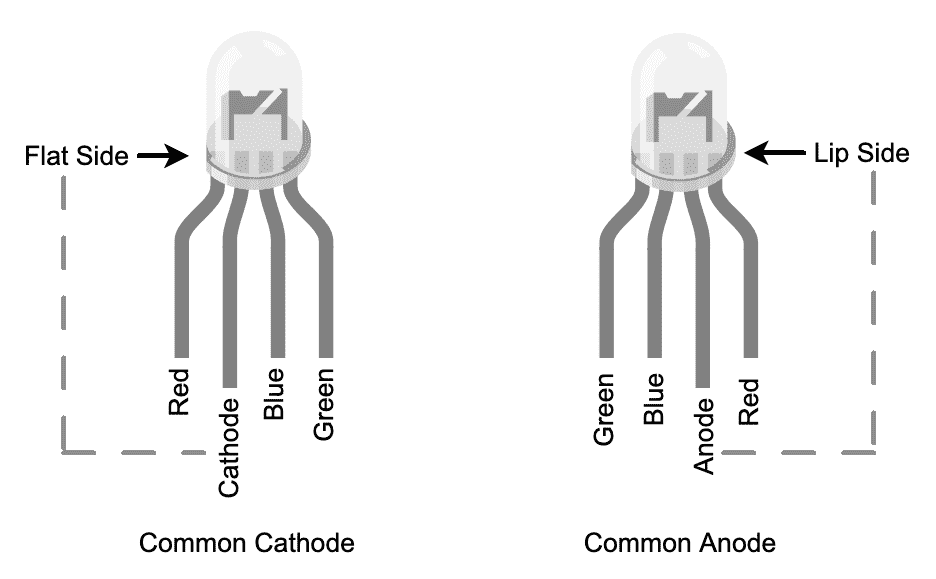 Flat Side
Lip Side
Red
Cathode
Blue
Green
Green
Blue
Anode
Red
Common Cathode
Common Anode